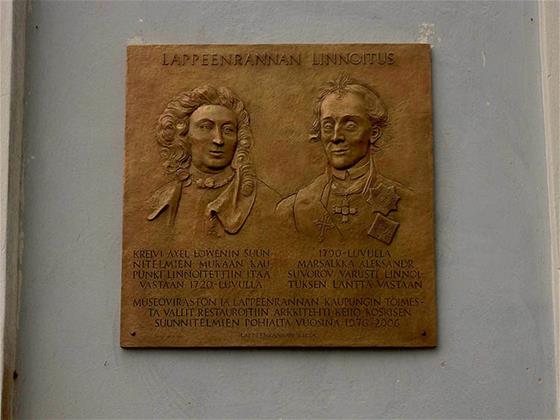 LAPPEENRANNAN LINNOITUS
KREIVI AXEL LÖWENIN SUUN-
NITELMIEN MUKAAN KAU
PUNKI LINNOITETTIIN ITÄÄ
VASTAAN 1720-LUVULLA
1790-LUVULLA
MARSALKKA ALEKSANDR
SUVOROV VARUSTI LINNOI-
TUKSEN LÄNTTÄ VASTAAN
MUSEOVIRASTON JA LAPPEENRANNAN KAUPUNGIN TOIMES-
TA VALLIT RESTAUROITIIN ARKKITEHTI KEIJO KOSKISEN
SUUNNITELMIEN POHJALTA VUOSINA 1976-2006